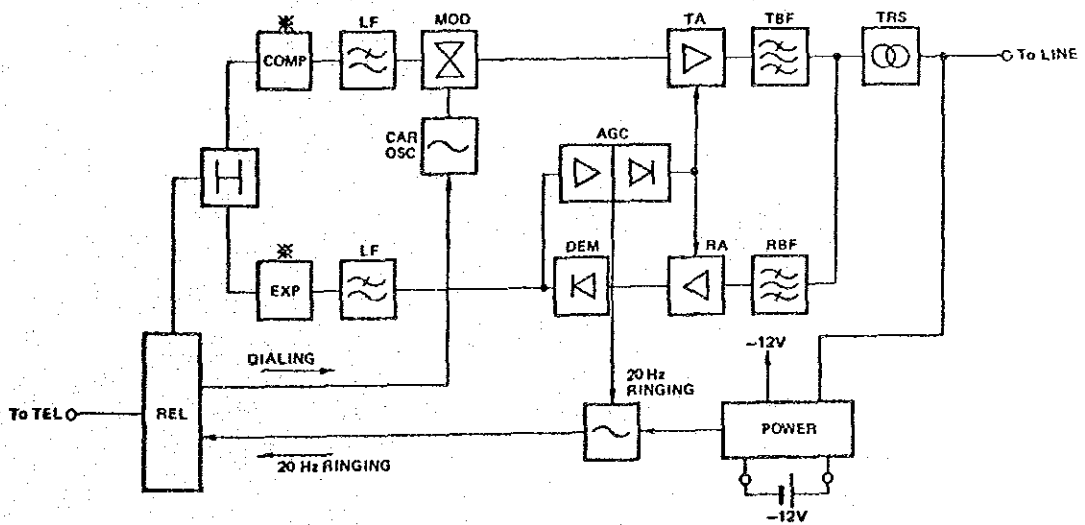 ※
LF
MOD
TA
TBF
TRS
COMP
To LINE
CAR
OSC
AGC
※
LF
DEM
RA
RBF
EXP
DIALING
~12V
20 Hz
RINGING
To TEL
REL
POWER
20 Hz RINGING
~12V